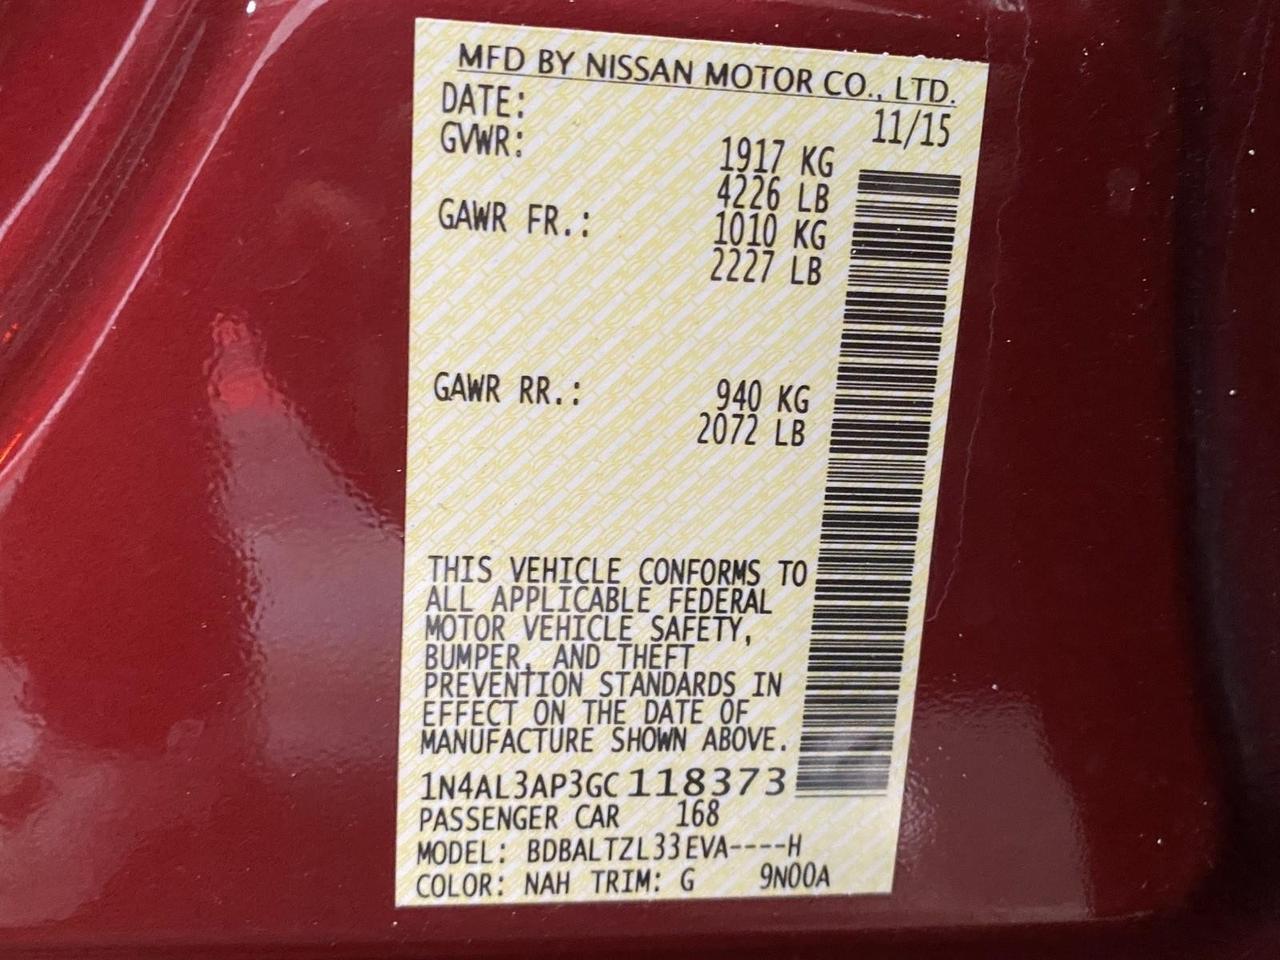 MFD BY NISSAN MOTOR CO., LTD.
DATE: 11/15
GVWR: 1917 KG
4226 LB
GAWR FR.: 1010 KG
2227 LB
GAWR RR.: 940 KG
2072 LB
THIS VEHICLE CONFORMS TO
ALL APPLICABLE FEDERAL
MOTOR VEHICLE SAFETY,
BUMPER, AND THEFT
PREVENTION STANDARDS IN
EFFECT ON THE DATE OF
MANUFACTURE SHOWN ABOVE.
1N4AL3AP3GC118373
PASSENGER CAR 168
MODEL: BDBALTZL33EVA----H
COLOR: NAH TRIM: G 9N00A